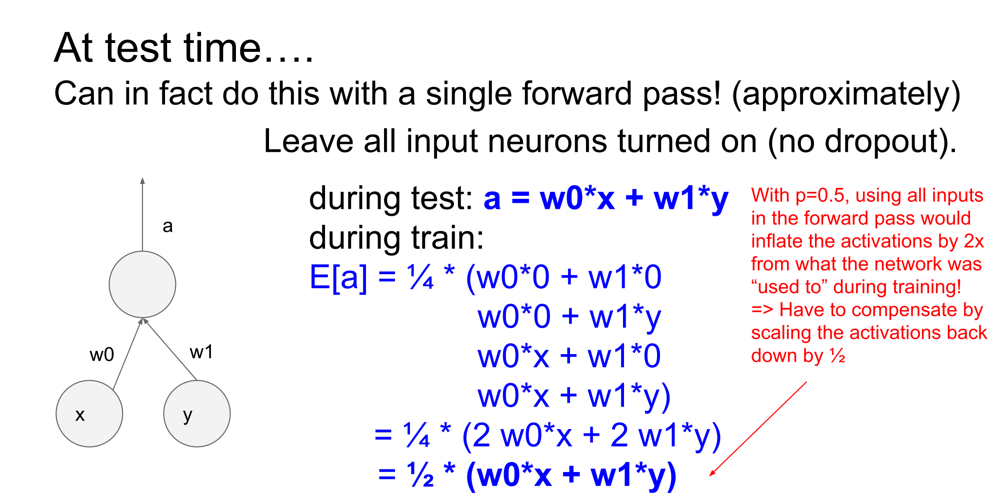 At test time….
Can in fact do this with a single forward pass! (approximately)
Leave all input neurons turned on (no dropout).
a
w0
w1
x
y
during test: a = w0*x + w1*y
during train:
E[a] = ¼ * (w0*0 + w1*0
w0*0 + w1*y
w0*x + w1*0
w0*x + w1*y)
= ¼ * (2 w0*x + 2 w1*y)
= ½ * (w0*x + w1*y)
With p=0.5, using all inputs
in the forward pass would
inflate the activations by 2x
from what the network was
“used to” during training!
=> Have to compensate by
scaling the activations back
down by ½